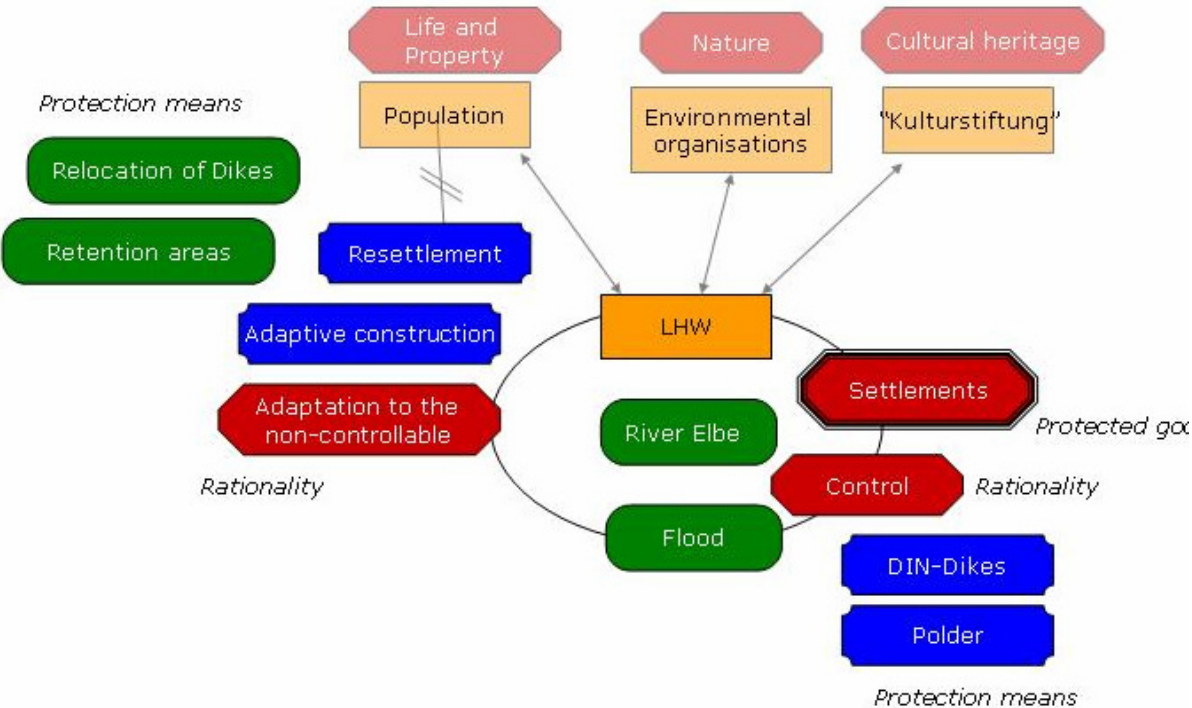 Life and
Property
Nature
Cultural heritage
Protection means
Population
Environmental
organisations
"Kulturstiftung"
Relocation of Dikes
Retention areas
Resettlement
Adaptive construction
LHW
Adaptation to the
non-controllable
Settlements
River Elbe
Protected goo
Rationality
Control
Rationality
Flood
DIN-Dikes
Polder
Protection means